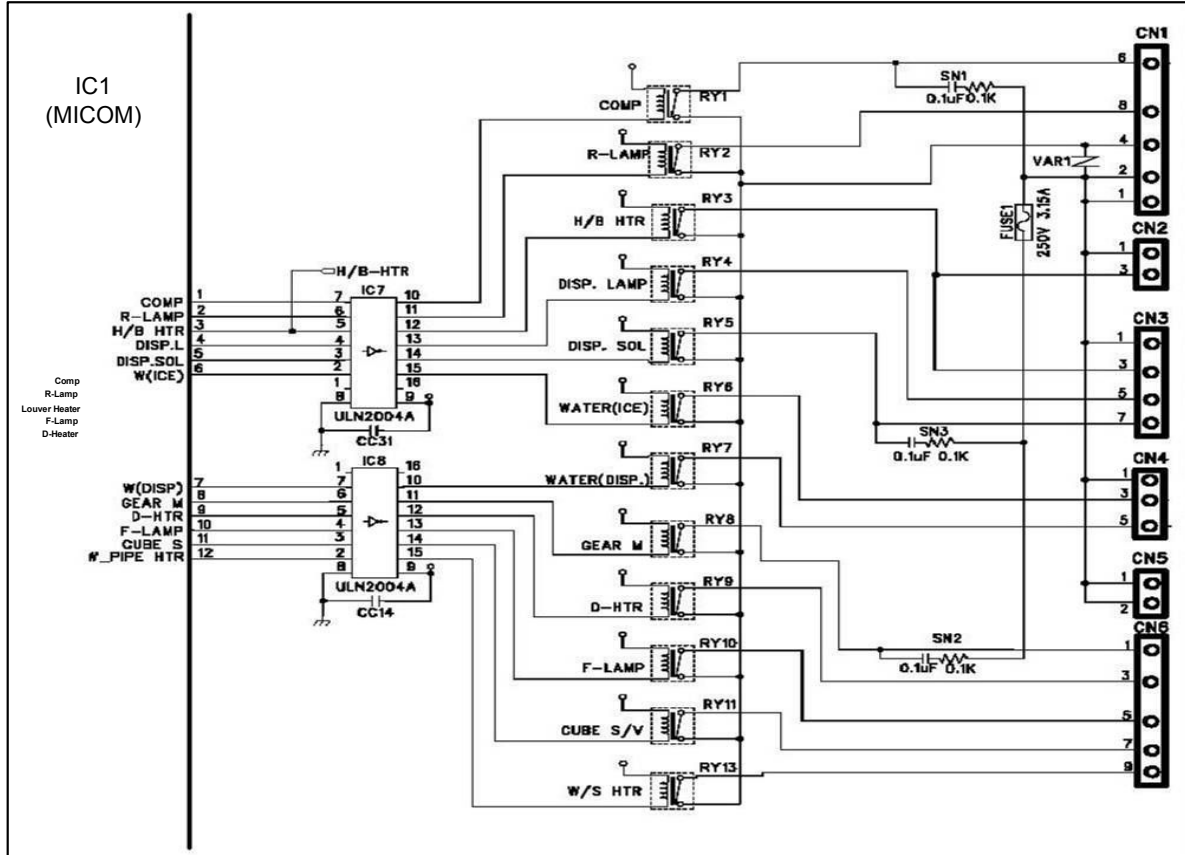 IC1
(MICOM)
COMP 1
R-LAMP 2
H/B HTR 3
DISP.L 4
DISP.SOL 5
W(ICE) 6
Comp
R-Lamp
Louver Heater
F-Lamp
D-Heater
W(DISP) 7
GEAR M 8
D-HTR 9
F-LAMP 10
CUBE S 11
W_PIPE HTR 12
H/B-HTR
IC7
7 10
6 11
5 12
4 13
3 14
2 15
1 16
8 9
ULN2004A
CC31
IC8
1 16
7 10
6 11
5 12
4 13
3 14
2 15
8 9
ULN2004A
CC14
COMP RY1
R-LAMP RY2
H/B HTR RY3
DISP. LAMP RY4
DISP. SOL RY5
WATER(ICE) RY6
WATER(DISP.) RY7
GEAR M RY8
D-HTR RY9
F-LAMP RY10
CUBE S/V RY11
W/S HTR RY13
SN1
0.1uF 0.1K
VAR1
FUSE1
250V 3.15A
SN3
0.1uF 0.1K
SN2
0.1uF 0.1K
CN1
6
8
4
2
1
CN2
1
3
CN3
1
3
5
7
CN4
1
3
5
CN5
1
2
CN6
1
3
5
7
9